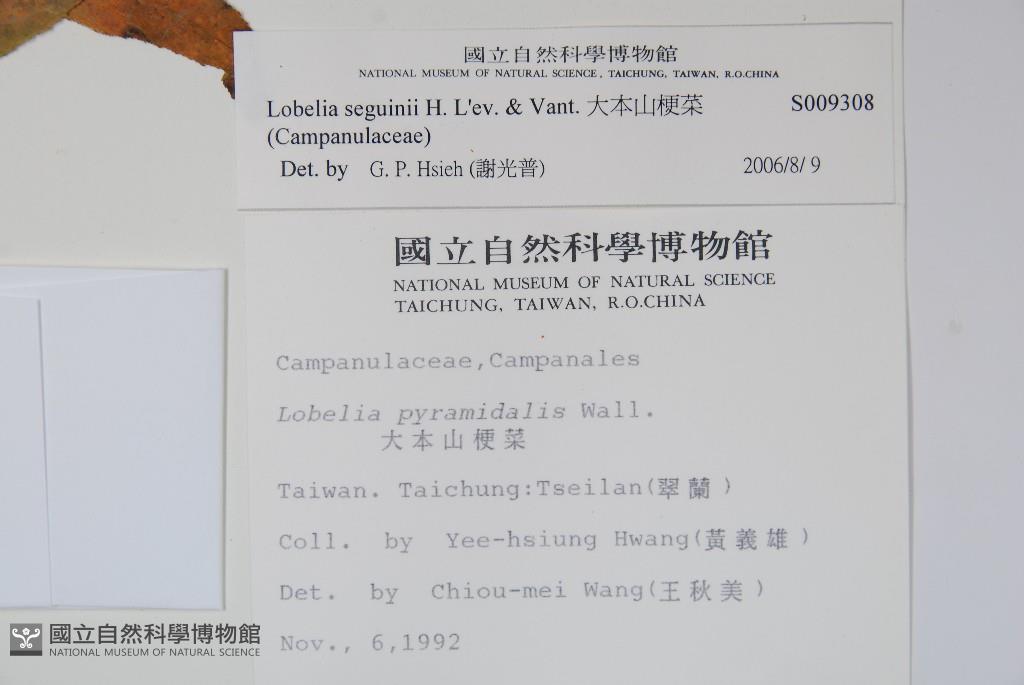 國立自然科學博物館
NATIONAL MUSEUM OF NATURAL SCIENCE, TAICHUNG, TAIWAN, R.O.CHINA
Lobelia seguinii H. L'ev. & Vant. 大本山梗菜 S009308
(Campanulaceae)
Det. by G. P. Hsieh (謝光普) 2006/8/ 9
國立自然科學博物館
NATIONAL MUSEUM OF NATURAL SCIENCE
TAICHUNG, TAIWAN, R.O.CHINA
Campanulaceae,Campanales
Lobelia pyramidalis Wall.
大本山梗菜
Taiwan. Taichung:Tseilan(翠蘭)
Coll. by Yee-hsiung Hwang(黃義雄)
Det. by Chiou-mei Wang(王秋美)
Nov., 6,1992
國立自然科學博物館
NATIONAL MUSEUM OF NATURAL SCIENCE